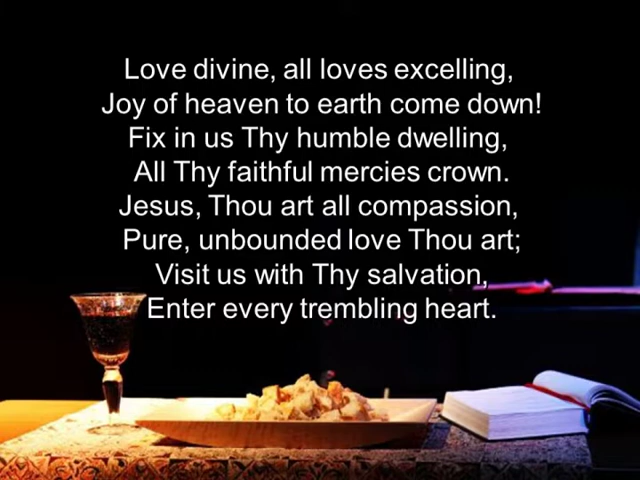 Love divine, all loves excelling,
Joy of heaven to earth come down!
Fix in us Thy humble dwelling,
All Thy faithful mercies crown.
Jesus, Thou art all compassion,
Pure, unbounded love Thou art;
Visit us with Thy salvation,
Enter every trembling heart.